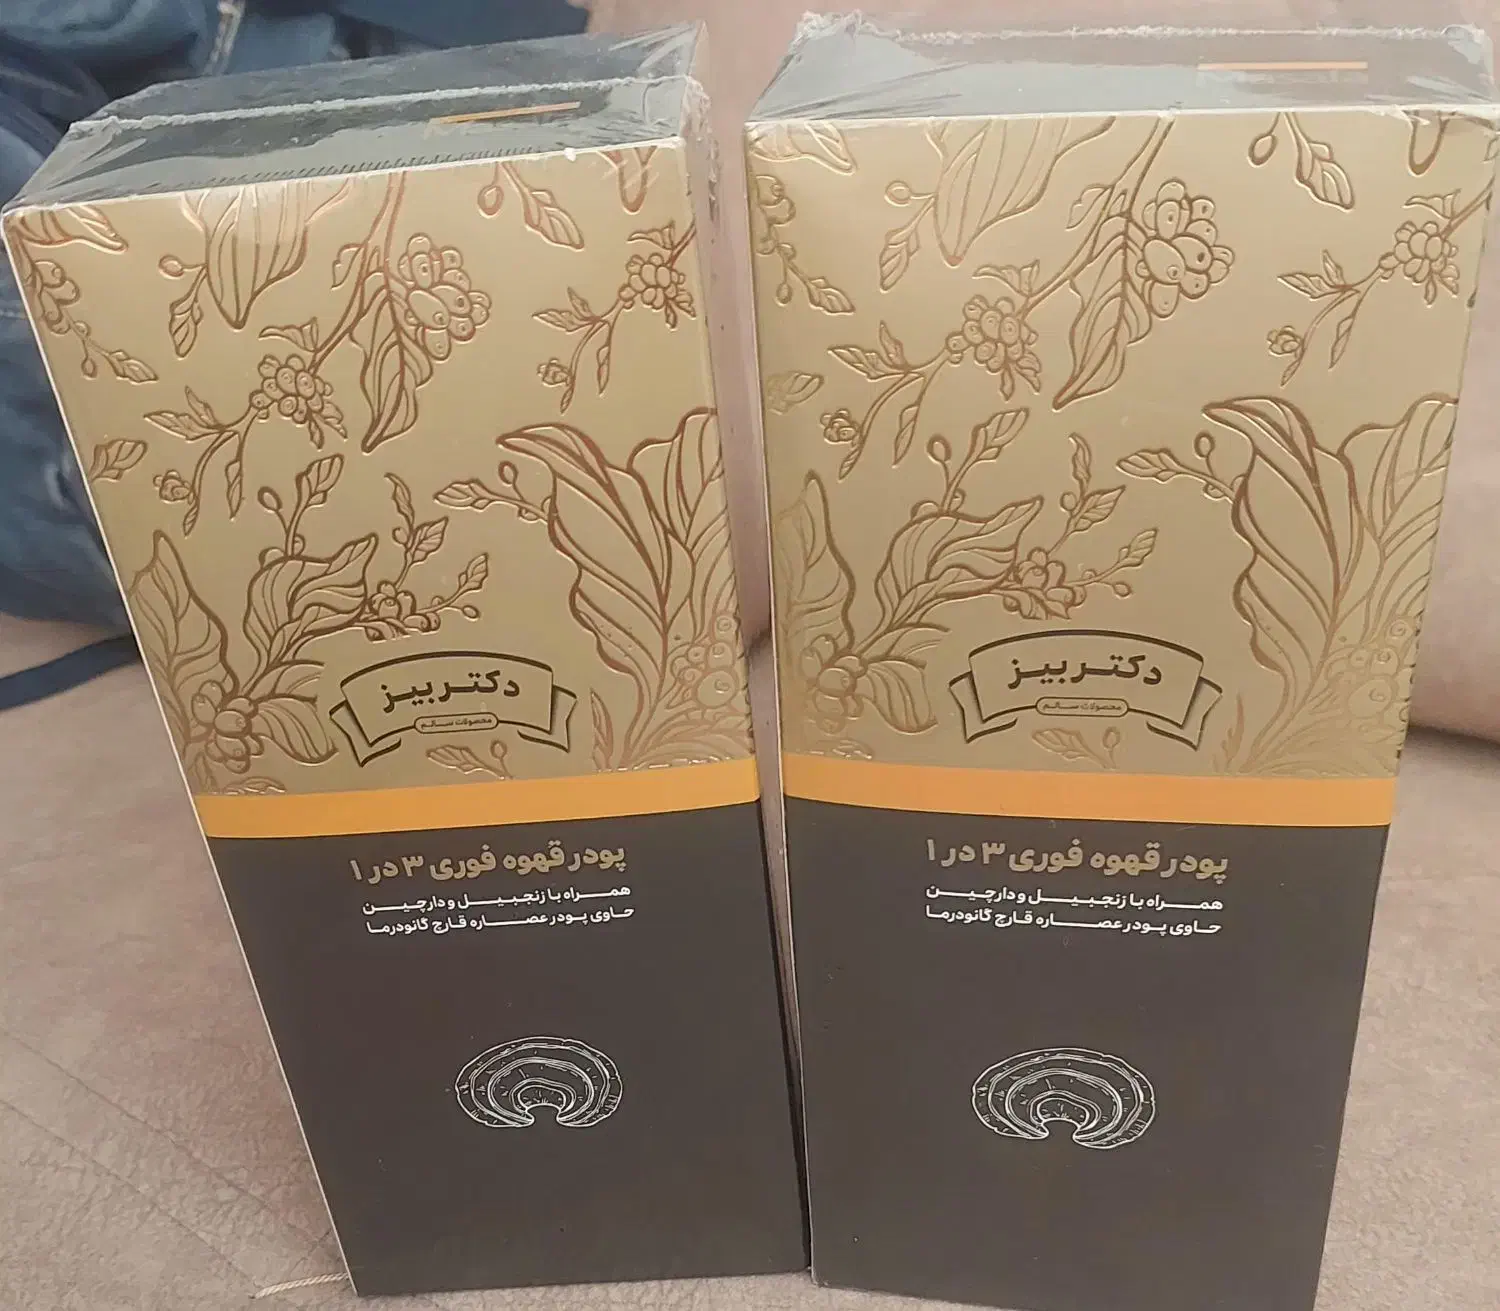 دکتر بیز
محصولات سالم
پودر قهوه فوری ۳ در ۱
همراه با زنجبیل و دارچین
حاوی پودر عصاره قارچ گانودرما
دکتر بیز
محصولات سالم
پودر قهوه فوری ۳ در ۱
همراه با زنجبیل و دارچین
حاوی پودر عصاره قارچ گانودرما